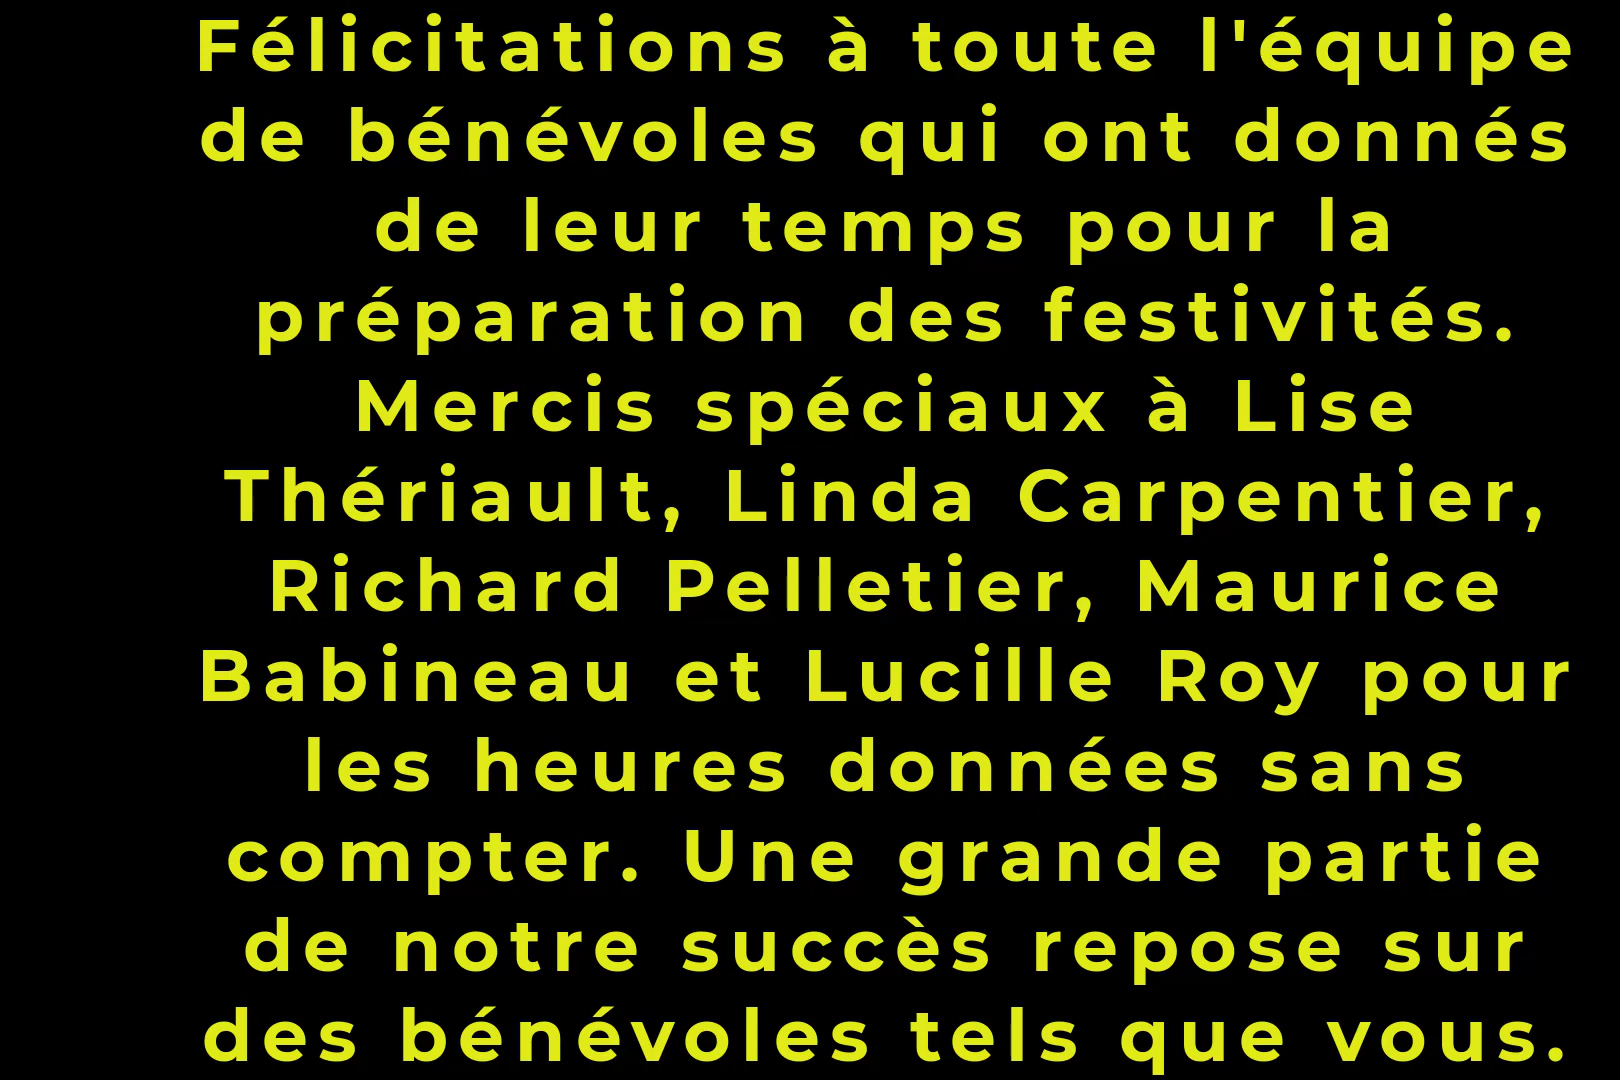 Félicitations à toute l'équipe
de bénévoles qui ont donnés
de leur temps pour la
préparation des festivités.
Mercis spéciaux à Lise
Thériault, Linda Carpentier,
Richard Pelletier, Maurice
Babineau et Lucille Roy pour
les heures données sans
compter. Une grande partie
de notre succès repose sur
des bénévoles tels que vous.